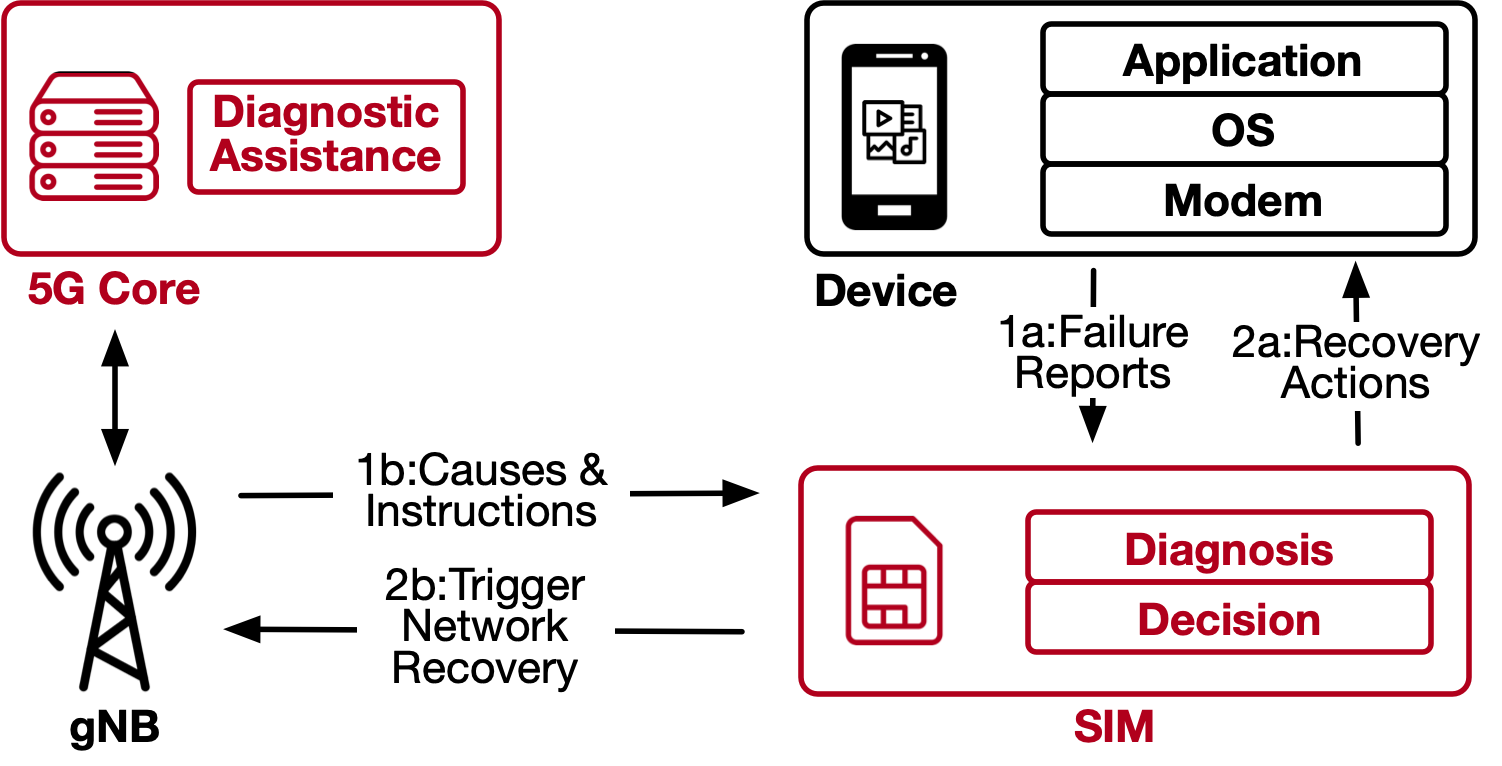 Diagnostic
Assistance
5G Core
Application
OS
Modem
Device
1a:Failure
Reports
2a:Recovery
Actions
1b:Causes &
Instructions
2b:Trigger
Network
Recovery
gNB
Diagnosis
Decision
SIM